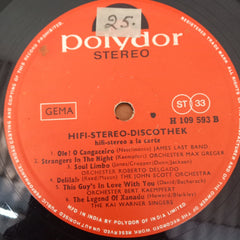 25.
polydor
STEREO
GEMA
ST 33
H 109 593 B
HIFI-STEREO-DISCOTHEK
hifi-stereo a la carte
1. Ole! O Cangaceiro (Nascimento) JAMES LAST BAND
2. Strangers In The Night (Kaempfert) ORCHESTER MAX GREGER
3. Soul Limbo (Jones/Cropper/Dunn/Jackson)
ORCHESTER ROBERTO DELGADO
4. Delilah (Reed/Mason) THE JOHN SCOTT ORCHESTRA
5. This Guy's In Love With You (David/Bacharach)
ORCHESTER BERT KAEMPFERT
6. The Legend Of Xanadu (Howard/Blaikley)
THE KAI WARNER SINGERS
MADE IN INDIA BY POLYDOR OF INDIA LIMITED